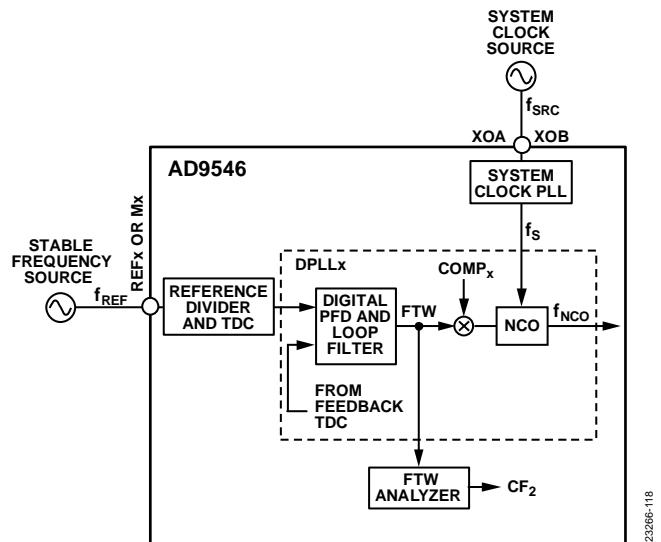 SYSTEM
CLOCK
SOURCE
fSRC
XOA
XOB
AD9546
SYSTEM
CLOCK PLL
REFx OR Mx
STABLE
FREQUENCY
SOURCE
fREF
REFERENCE
DIVIDER
AND TDC
fS
DPLLx
COMPx
DIGITAL
PFD AND
LOOP
FILTER
FTW
NCO
fNCO
FROM
FEEDBACK
TDC
FTW
ANALYZER
CF2
23266-118